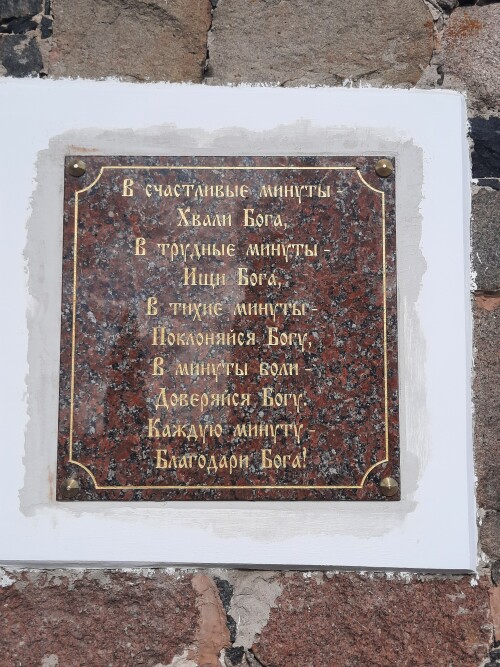 В счастливые минуты -
Хвали Бога,
В трудные минуты -
Ищи Бога,
В тихие минуты -
Поклоняйся Богу,
В минуты боли -
Доверяйся Богу.
Каждую минуту -
Благодари Бога!